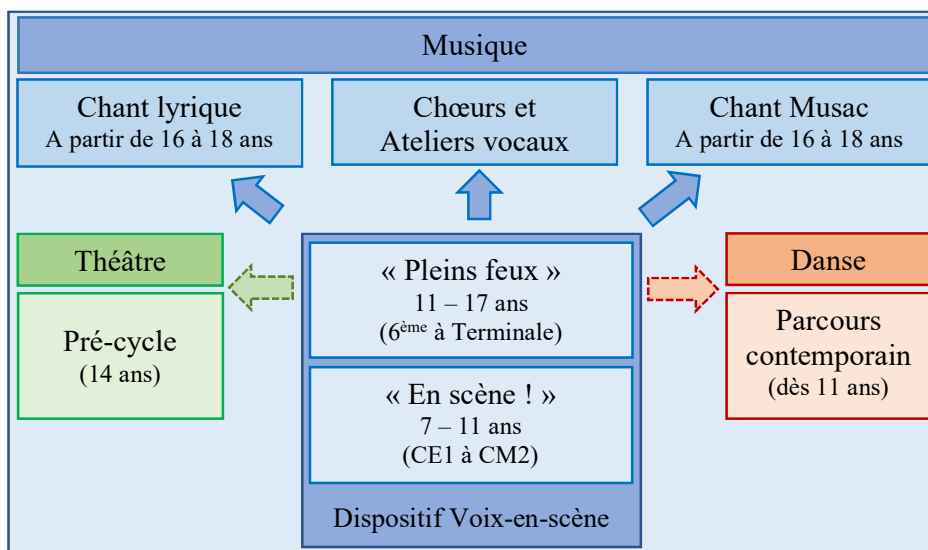 Musique
Chant lyrique
A partir de 16 à 18 ans
Chœurs et
Ateliers vocaux
Chant Musac
A partir de 16 à 18 ans
Théâtre
Pré-cycle
(14 ans)
« Pleins feux »
11 – 17 ans
(6ème à Terminale)
« En scène ! »
7 – 11 ans
(CE1 à CM2)
Dispositif Voix-en-scène
Danse
Parcours
contemporain
(dès 11 ans)